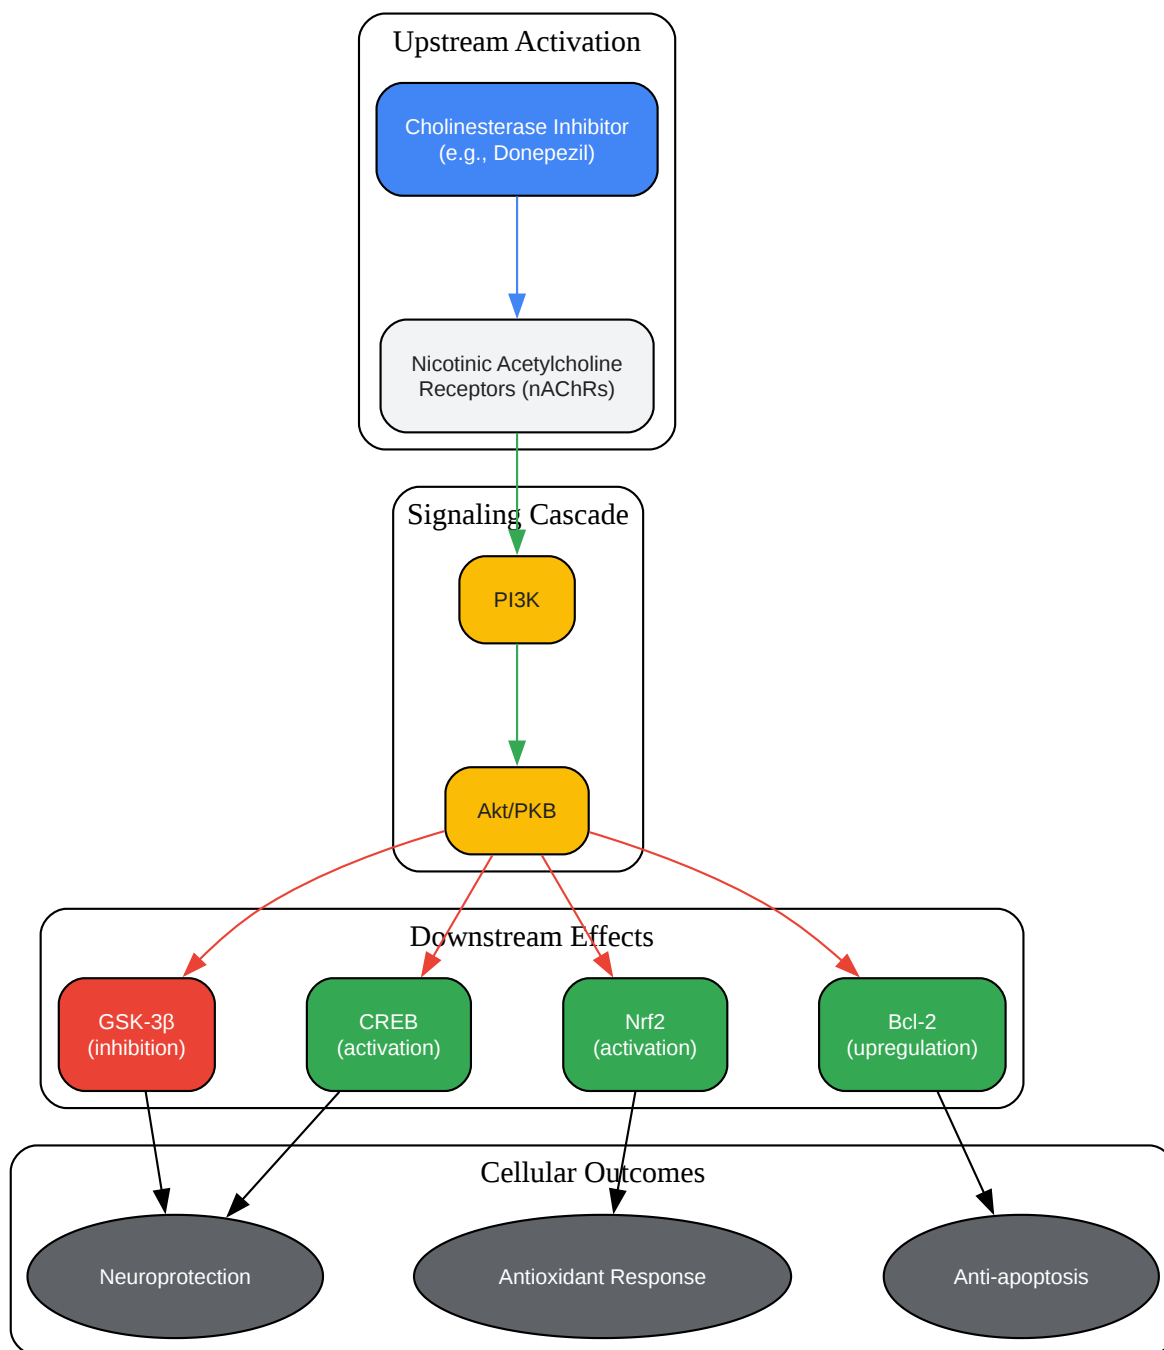 Upstream Activation
Cholinesterase Inhibitor
(e.g., Donepezil)
Nicotinic Acetylcholine
Receptors (nAChRs)
Signaling Cascade
PI3K
Akt/PKB
Downstream Effects
GSK-3β
(inhibition)
CREB
(activation)
Nrf2
(activation)
Bcl-2
(upregulation)
Cellular Outcomes
Neuroprotection
Antioxidant Response
Anti-apoptosis